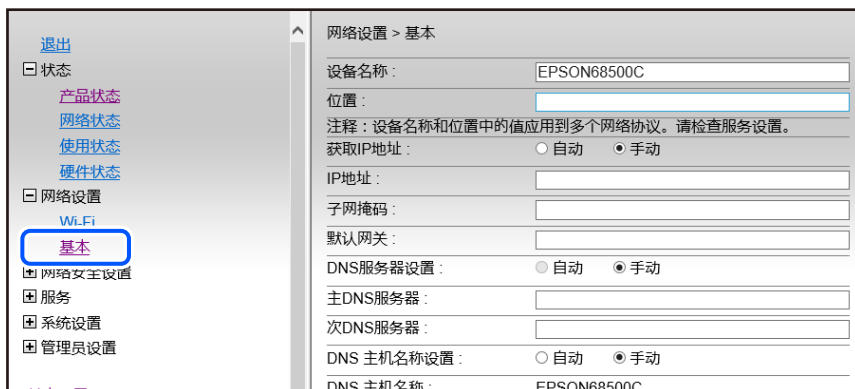 退出
状态
产品状态
网络状态
使用状态
硬件状态
网络设置
Wi-Fi
基本
网络安全设置
服务
系统设置
管理员设置
网络设置 > 基本
设备名称 : EPSON68500C
位置 :
注释：设备名称和位置中的值应用到多个网络协议。请检查服务设置。
获取IP地址 : 自动 手动
IP地址 :
子网掩码 :
默认网关 :
DNS服务器设置 : 自动 手动
主DNS服务器 :
次DNS服务器 :
DNS 主机名称设置 : 自动 手动
DNS 主机名称 : EPSON68500C